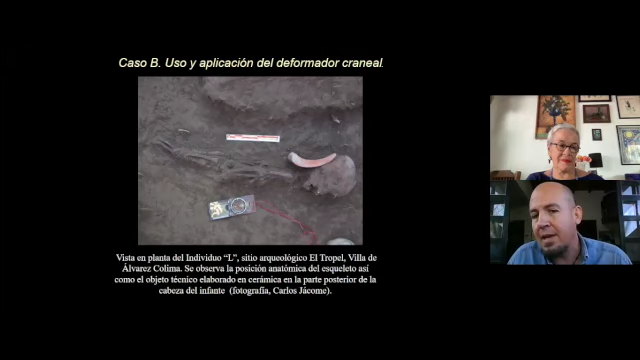 Caso B. Uso y aplicación del deformador craneal.
Vista en planta del Individuo “L”, sitio arqueológico El Tropel, Villa de
Álvarez Colima. Se observa la posición anatómica del esqueleto así
como el objeto técnico elaborado en cerámica en la parte posterior de la
cabeza del infante  (fotografía, Carlos Jácome).